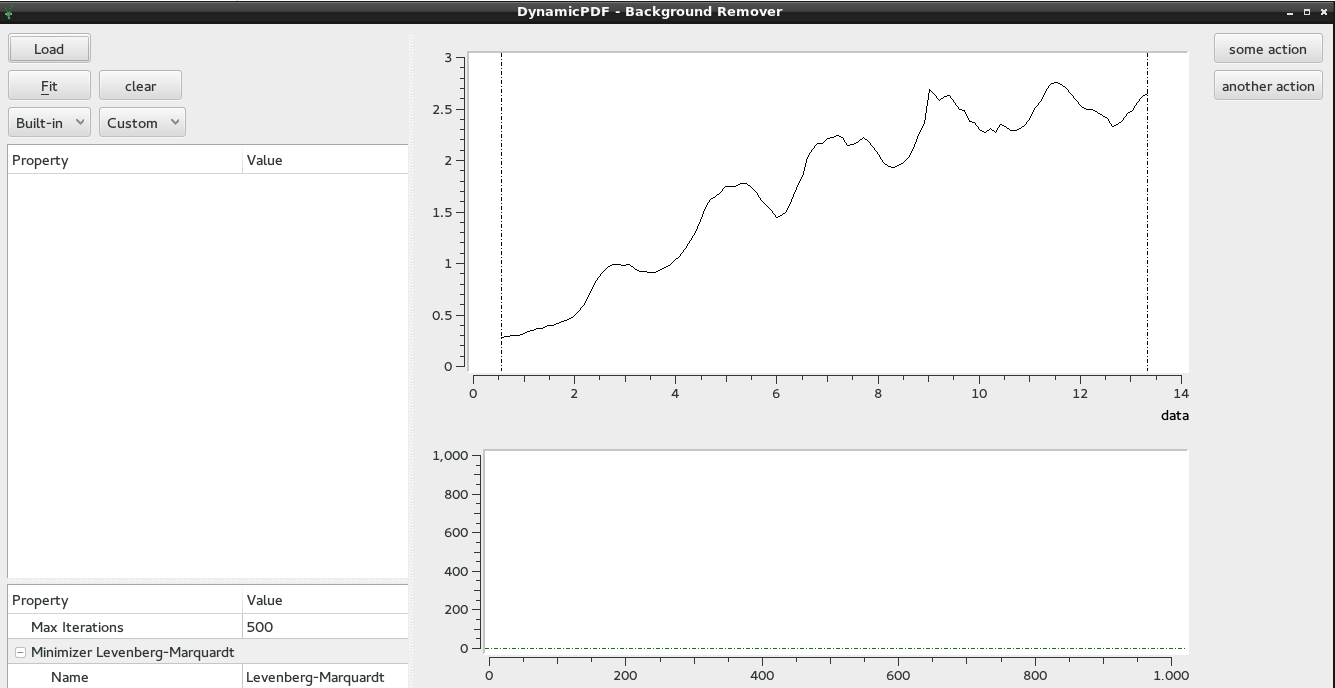 DynamicPDF - Background Remover
Load
Fit clear
Built-in Custom
Property Value
Property Value
Max Iterations 500
Minimizer Levenberg-Marquardt
Name Levenberg-Marquardt
3
2.5
2
1.5
1
0.5
0
0 2 4 6 8 10 12 14
data
1,000
800
600
400
200
0
0 200 400 600 800 1.000
some action
another action